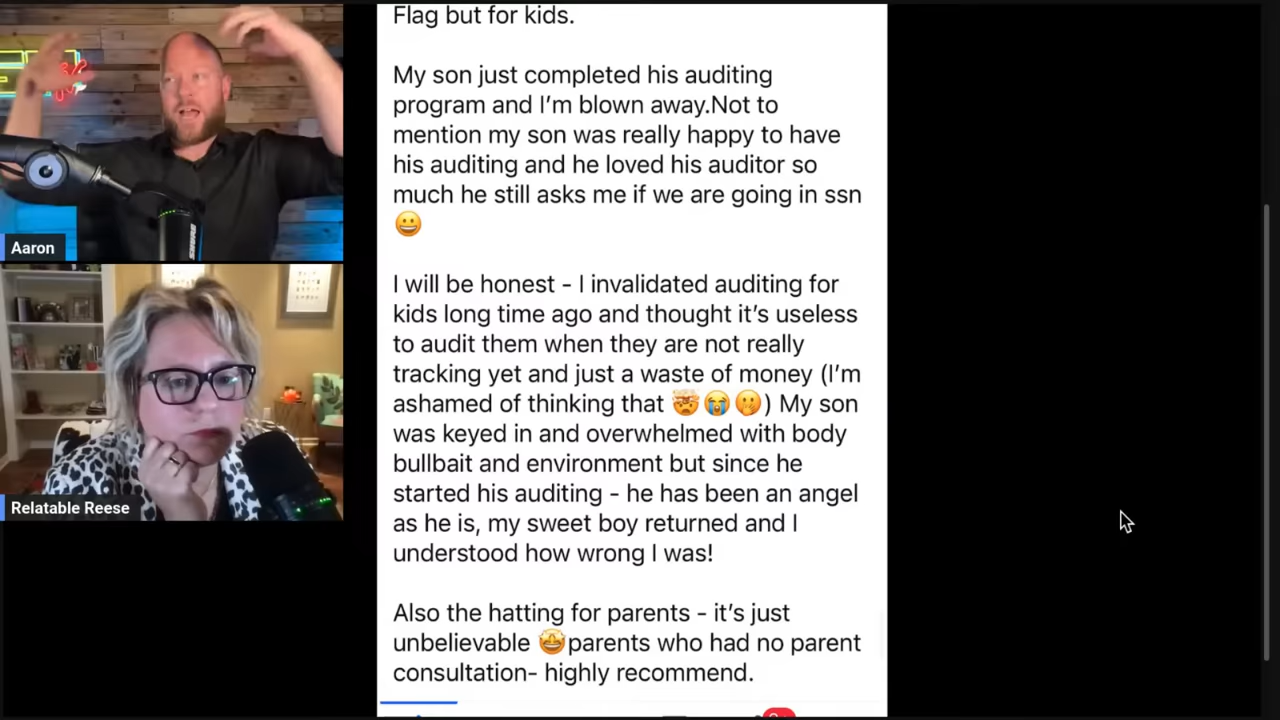 Flag but for kids.
My son just completed his auditing
program and I’m blown away.Not to
mention my son was really happy to have
his auditing and he loved his auditor so
much he still asks me if we are going in ssn
😀
I will be honest - I invalidated auditing for
kids long time ago and thought it’s useless
to audit them when they are not really
tracking yet and just a waste of money (I’m
ashamed of thinking that 🤯😭🤫) My son
was keyed in and overwhelmed with body
bullbait and environment but since he
started his auditing - he has been an angel
as he is, my sweet boy returned and I
understood how wrong I was!
Also the hatting for parents - it’s just
unbelievable 🤩parents who had no parent
consultation- highly recommend.
Aaron
Relatable Reese